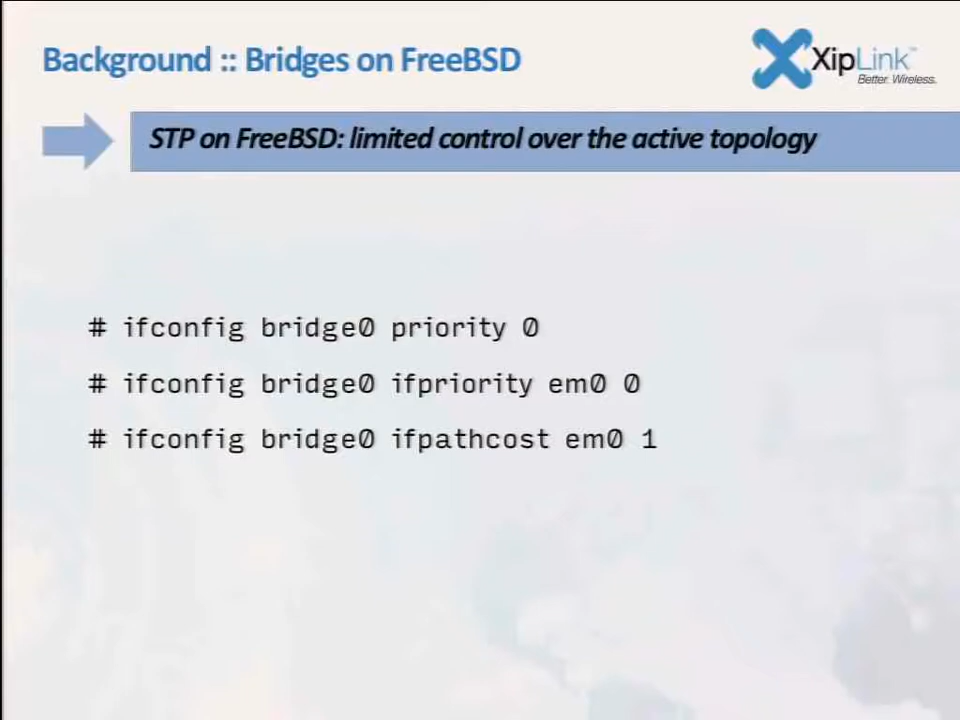 Background :: Bridges on FreeBSD
XipLink™
Better. Wireless.
STP on FreeBSD: limited control over the active topology
# ifconfig bridge0 priority 0
# ifconfig bridge0 ifpriority em0 0
# ifconfig bridge0 ifpathcost em0 1